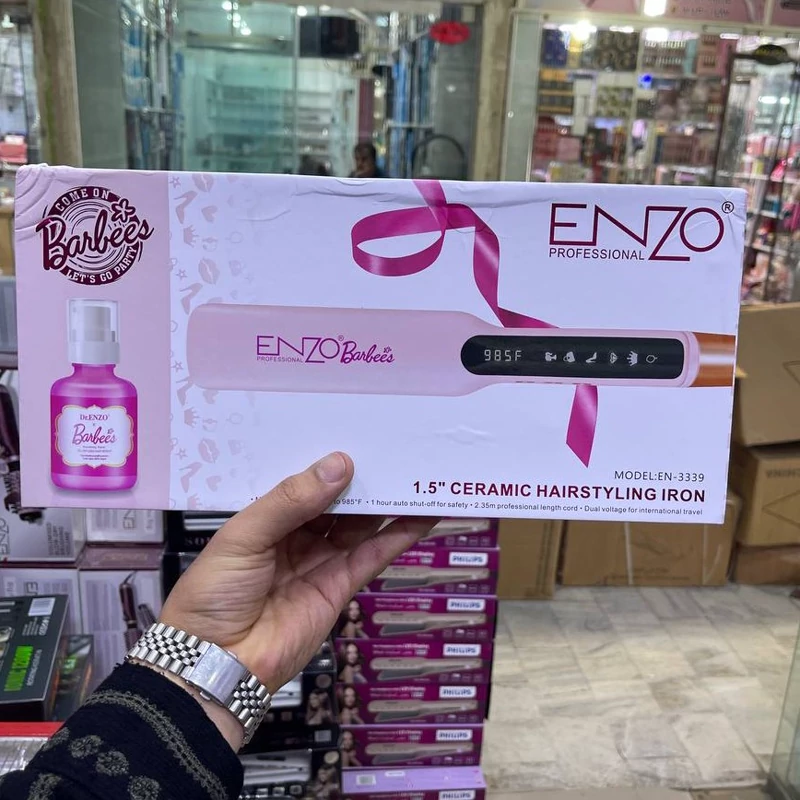 COME ON
Barbees
LET'S GO PARTY
ENZO®
PROFESSIONAL
ENZO®
PROFESSIONAL
Barbees
985F
Dr.ENZO
Barbees
MODEL:EN-3339
1.5" CERAMIC HAIRSTYLING IRON
to 985°F • 1 hour auto shut-off for safety • 2.35m professional length cord • Dual voltage for international travel
PHILIPS
PHILIPS
PHILIPS
PHILIPS
PHILIPS